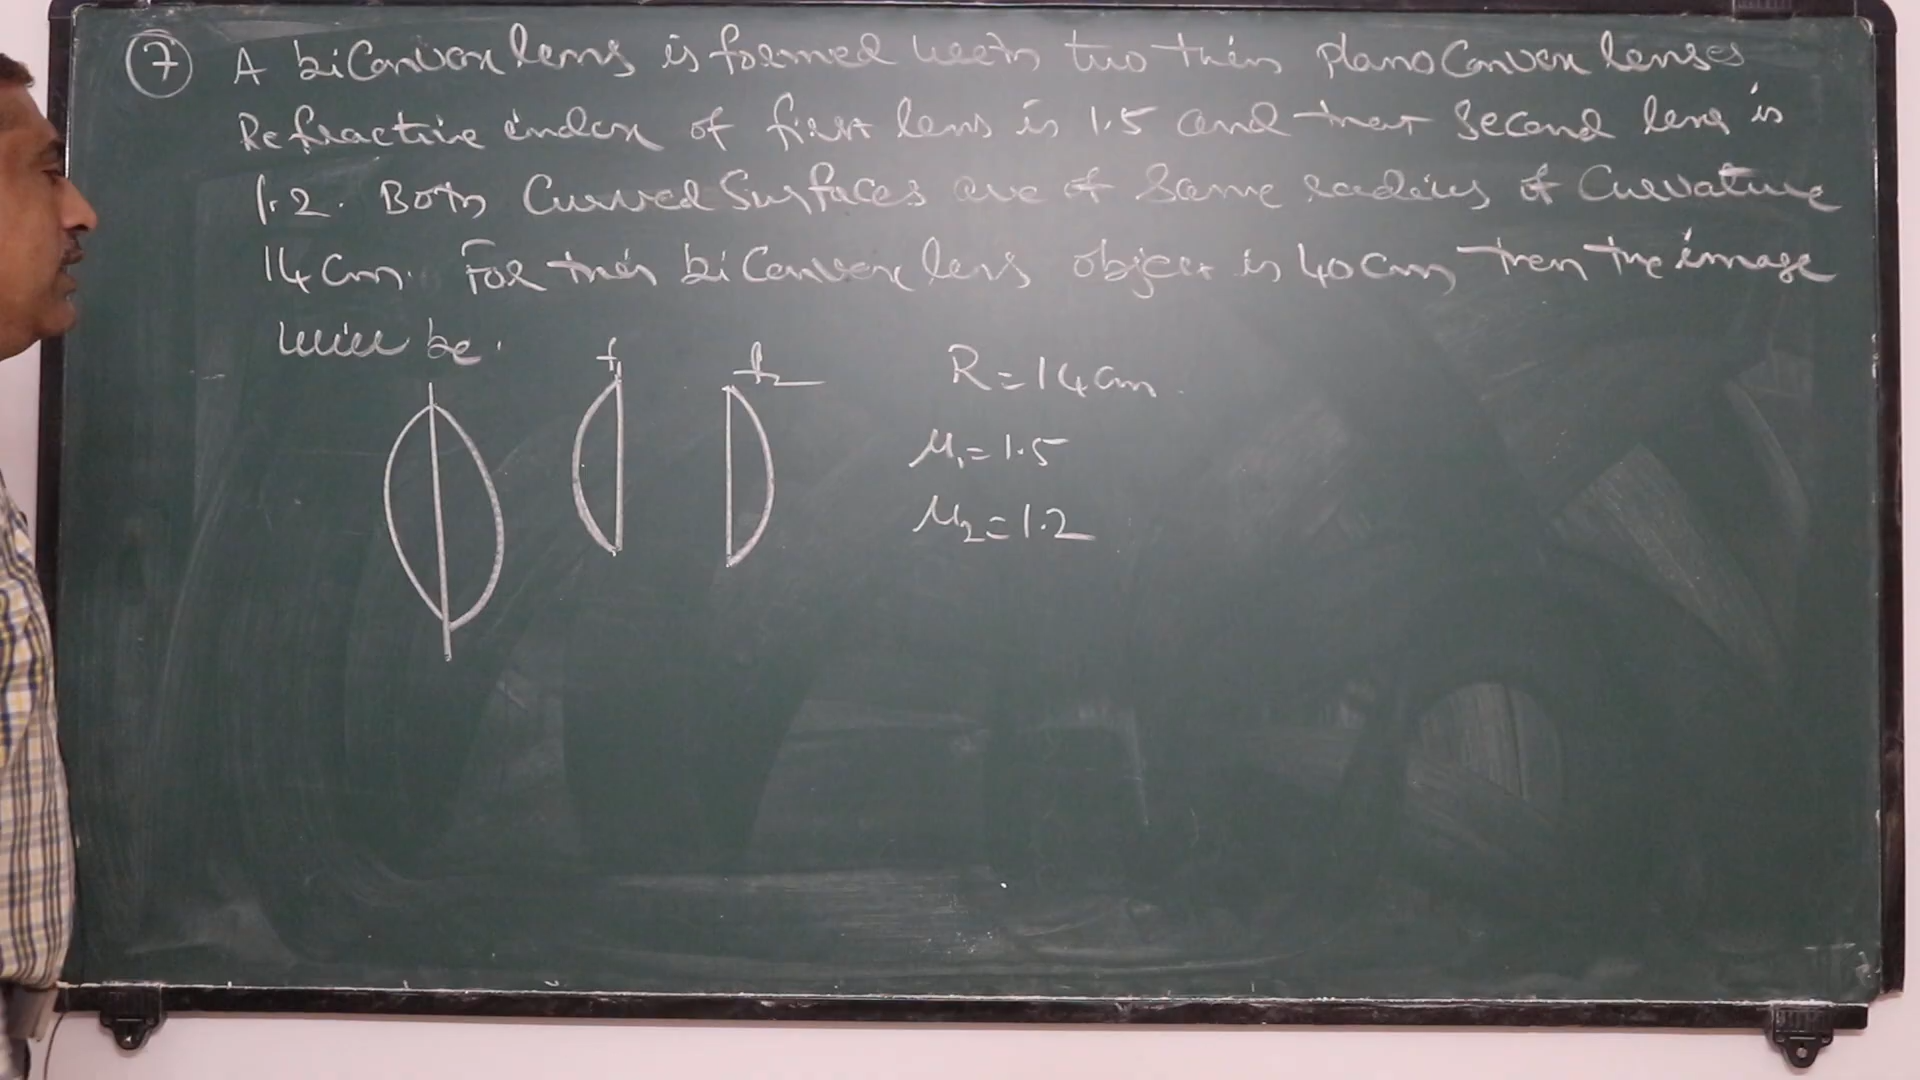 7 A biConvex lens is formed with two thin planoConvex lenses
Refractive index of first lens is 1.5 and that Second lens is
1.2. Both Curved Surfaces are of Same radius of Curvature
14 Cm. For this biConvex lens object is 40 cm then the image
will be.
f₁ f₂ R = 14 cm.
μ₁ = 1.5
μ₂ = 1.2